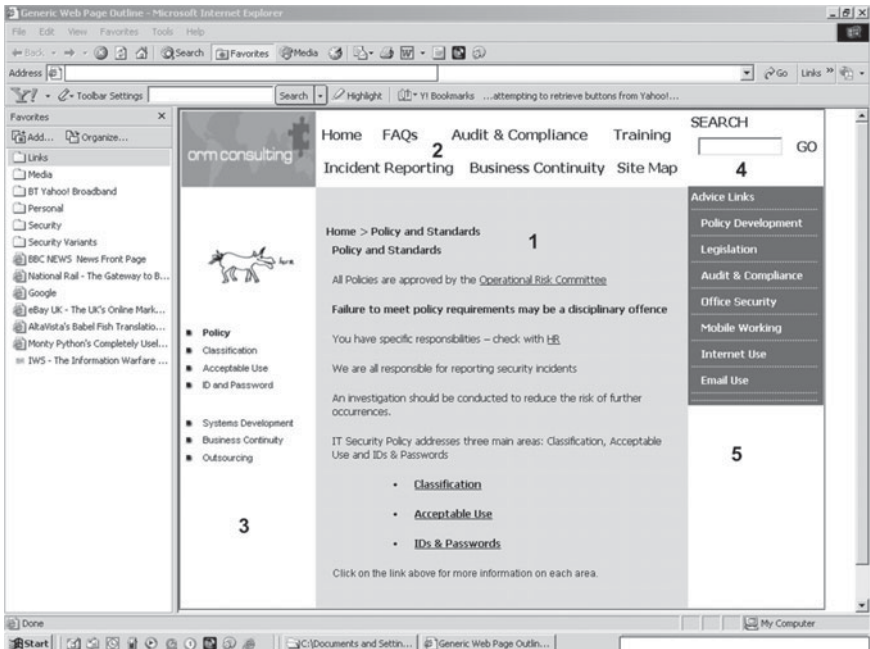 Generic Web Page Outline - Microsoft Internet Explorer
File Edit View Favorites Tools Help
Back Search Favorites Media
Address Go Links »
Y! Toolbar Settings Search Highlight Y! Bookmarks ...attempting to retrieve buttons from Yahoo!...
Favorites
Add... Organize...
Links
Media
BT Yahoo! Broadband
Personal
Security
Security Variants
BBC NEWS News Front Page
National Rail - The Gateway to B...
Google
eBay UK - The UK's Online Mark...
AltaVista's Babel Fish Translatio...
Monty Python's Completely Usel...
IWS - The Information Warfare ...
orm consulting
Home FAQs Audit & Compliance Training
2
Incident Reporting Business Continuity Site Map
SEARCH
GO
4
here
Policy
Classification
Acceptable Use
ID and Password
Systems Development
Business Continuity
Outsourcing
3
Home > Policy and Standards
1
Policy and Standards
All Policies are approved by the Operational Risk Committee
Failure to meet policy requirements may be a disciplinary offence
You have specific responsibilities – check with HR
We are all responsible for reporting security incidents
An investigation should be conducted to reduce the risk of further
occurrences.
IT Security Policy addresses three main areas: Classification, Acceptable
Use and IDs & Passwords
• Classification
• Acceptable Use
• IDs & Passwords
Click on the link above for more information on each area.
Advice Links
Policy Development
Legislation
Audit & Compliance
Office Security
Mobile Working
Internet Use
Email Use
5
Done My Computer
Start C:\Documents and Settin... Generic Web Page Outlin...